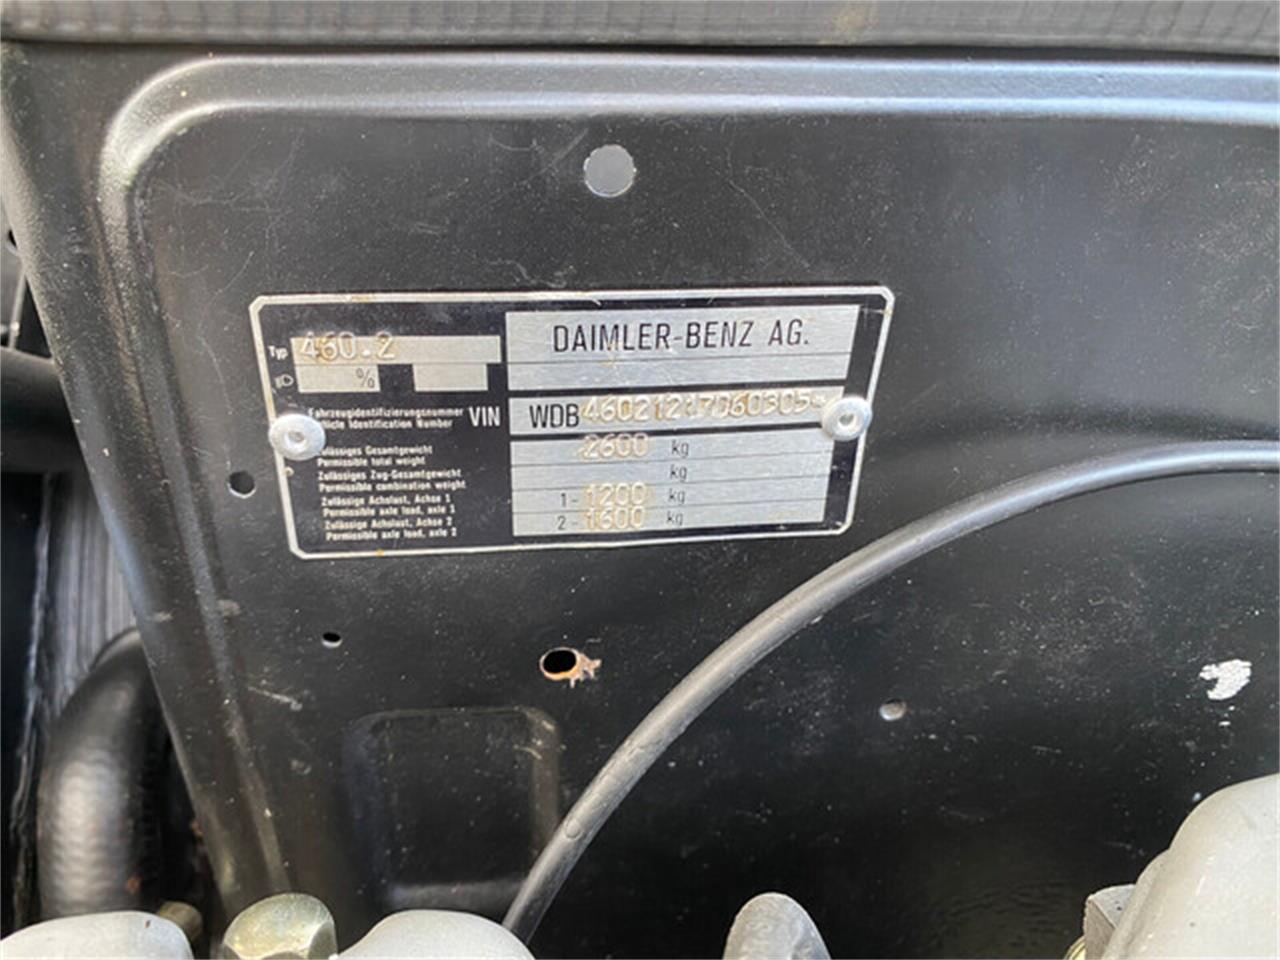 DAIMLER-BENZ AG.
Typ 460.2
%
Fahrzeugidentifizierungsnummer
Identification Number VIN WDB 46021217060305*
Gesamtgewicht 2600 kg
Permissible total weight
Zulässiges Zug-Gesamtgewicht kg
Permissible combination weight
Zulässige Achslast, Achse 1 1- 1200 kg
Permissible axle load, axle 1
Zulässige Achslast, Achse 2 2- 1600 kg
Permissible axle load, axle 2